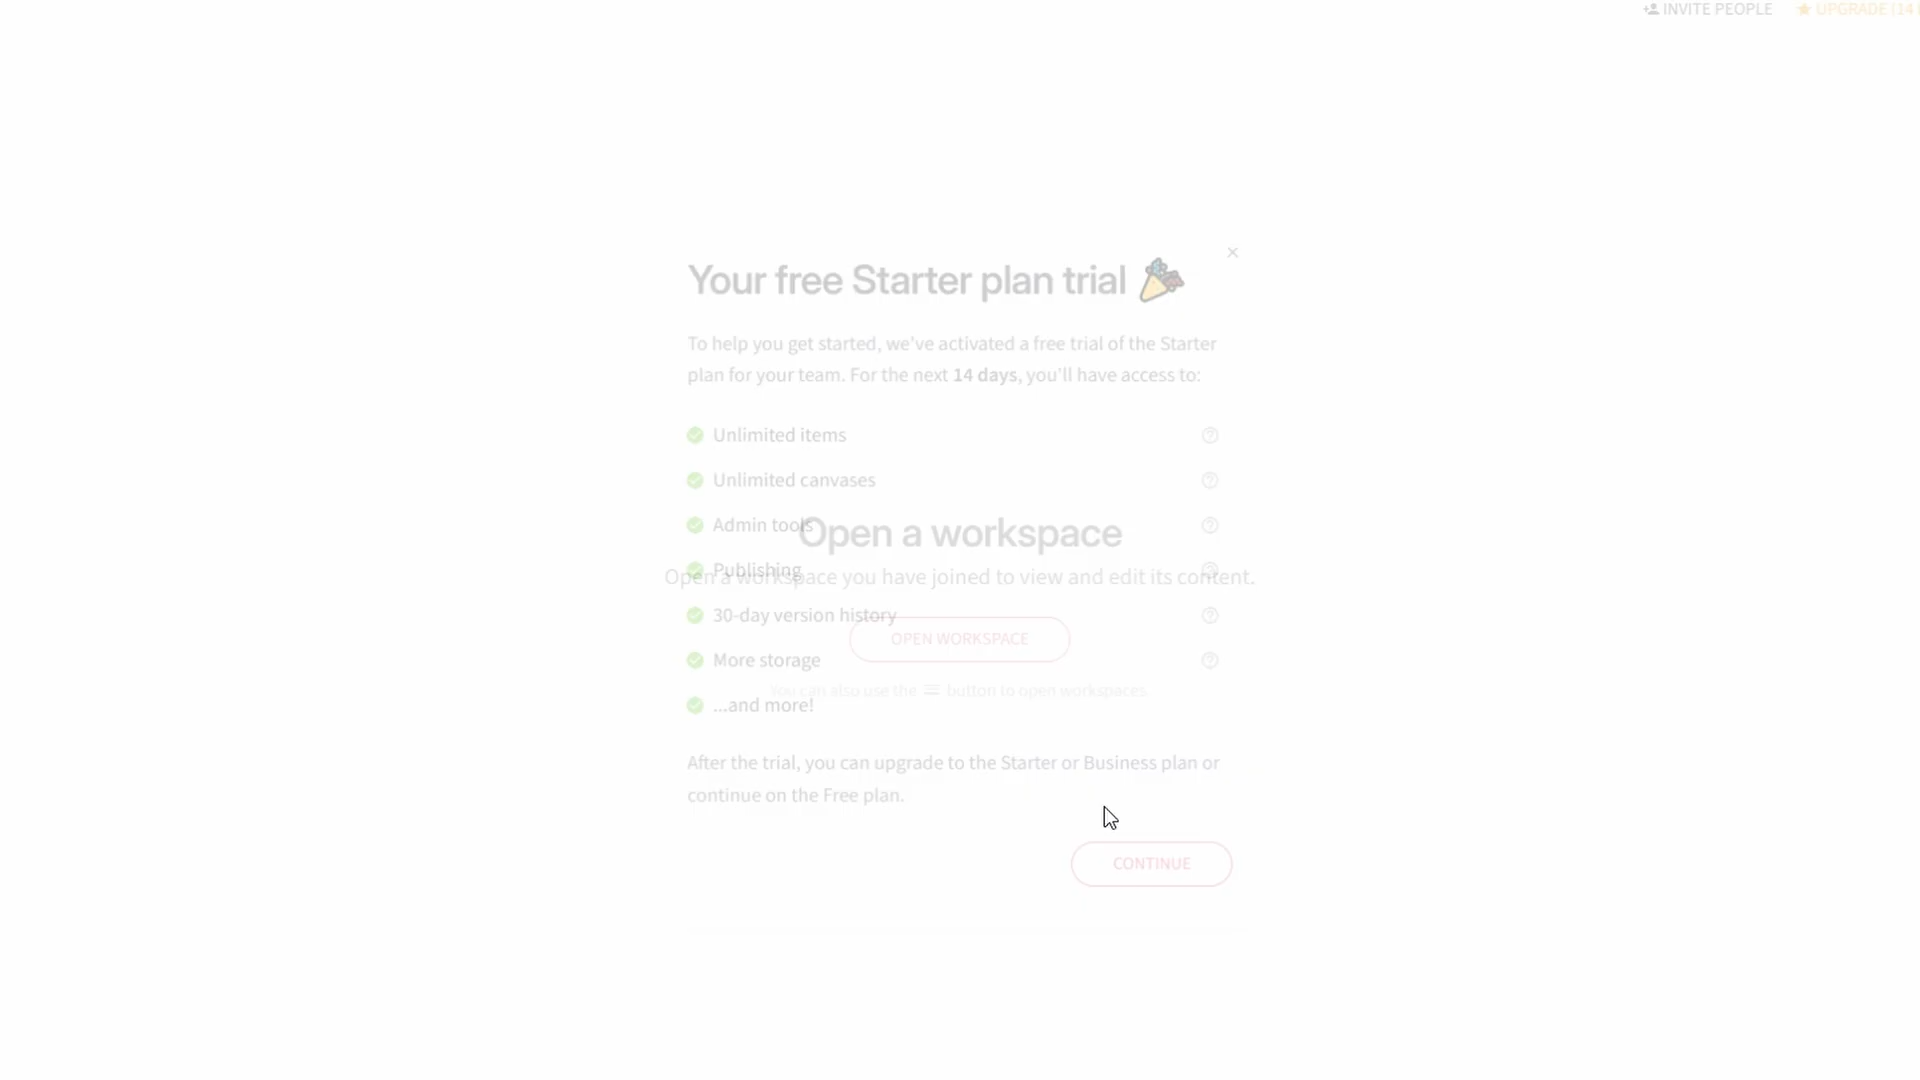 INVITE PEOPLE
UPGRADE (14
Your free Starter plan trial
To help you get started, we've activated a free trial of the Starter
plan for your team. For the next 14 days, you'll have access to:
Unlimited items
Unlimited canvases
Admin tools
Open a workspace
Publishing
Open a workspace you have joined to view and edit its content.
30-day version history
OPEN WORKSPACE
More storage
You can also use the button to open workspaces.
...and more!
After the trial, you can upgrade to the Starter or Business plan or
continue on the Free plan.
CONTINUE